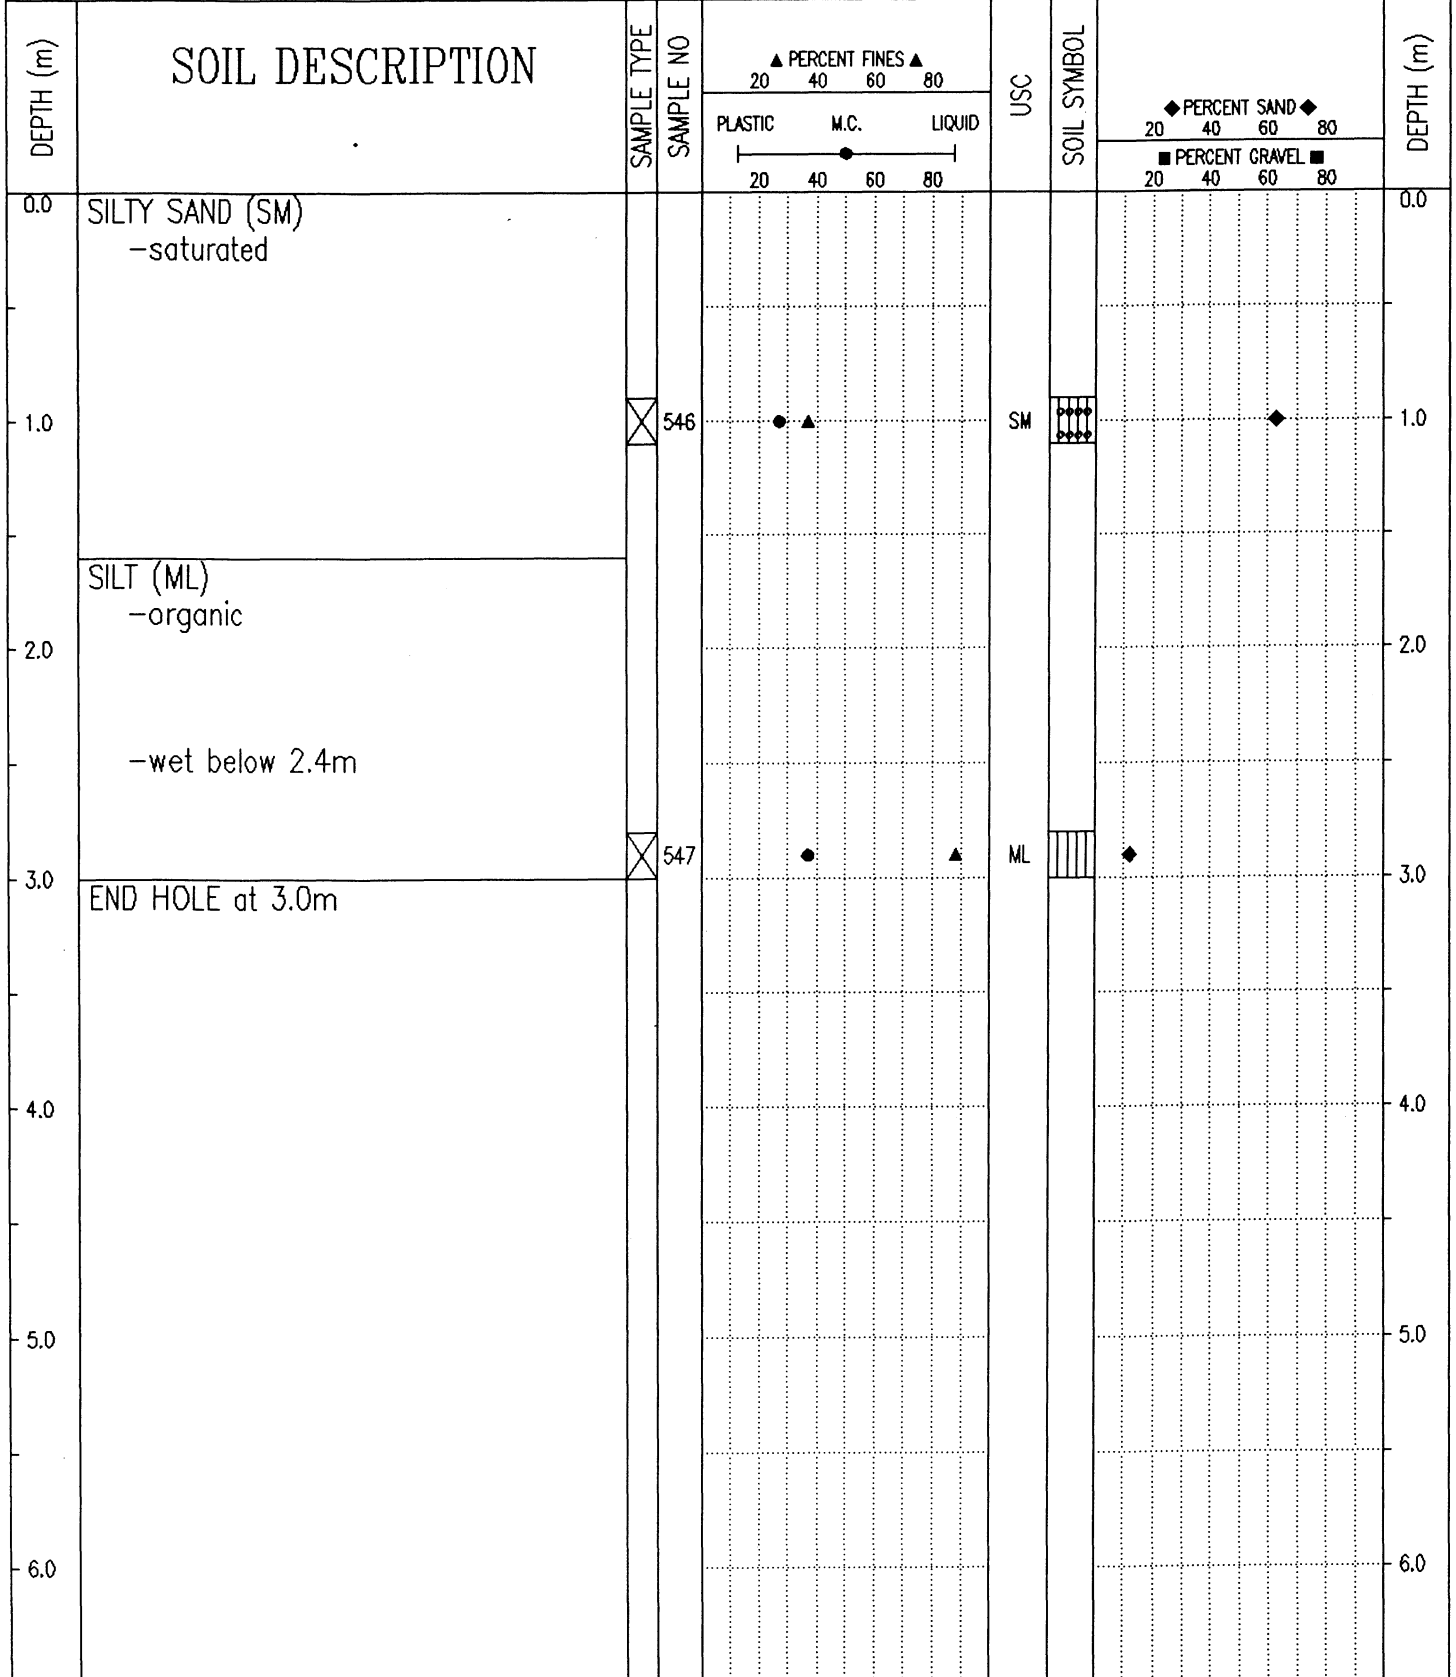 DEPTH (m)
SOIL DESCRIPTION
SAMPLE TYPE
SAMPLE NO
▲ PERCENT FINES ▲
20 40 60 80
PLASTIC M.C. LIQUID
20 40 60 80
USC
SOIL SYMBOL
◆ PERCENT SAND ◆
20 40 60 80
■ PERCENT GRAVEL ■
20 40 60 80
DEPTH (m)
0.0 SILTY SAND (SM) 0.0
-saturated
1.0 546 SM 1.0
SILT (ML)
-organic
2.0 2.0
-wet below 2.4m
547 ML
3.0 3.0
END HOLE at 3.0m
4.0 4.0
5.0 5.0
6.0 6.0